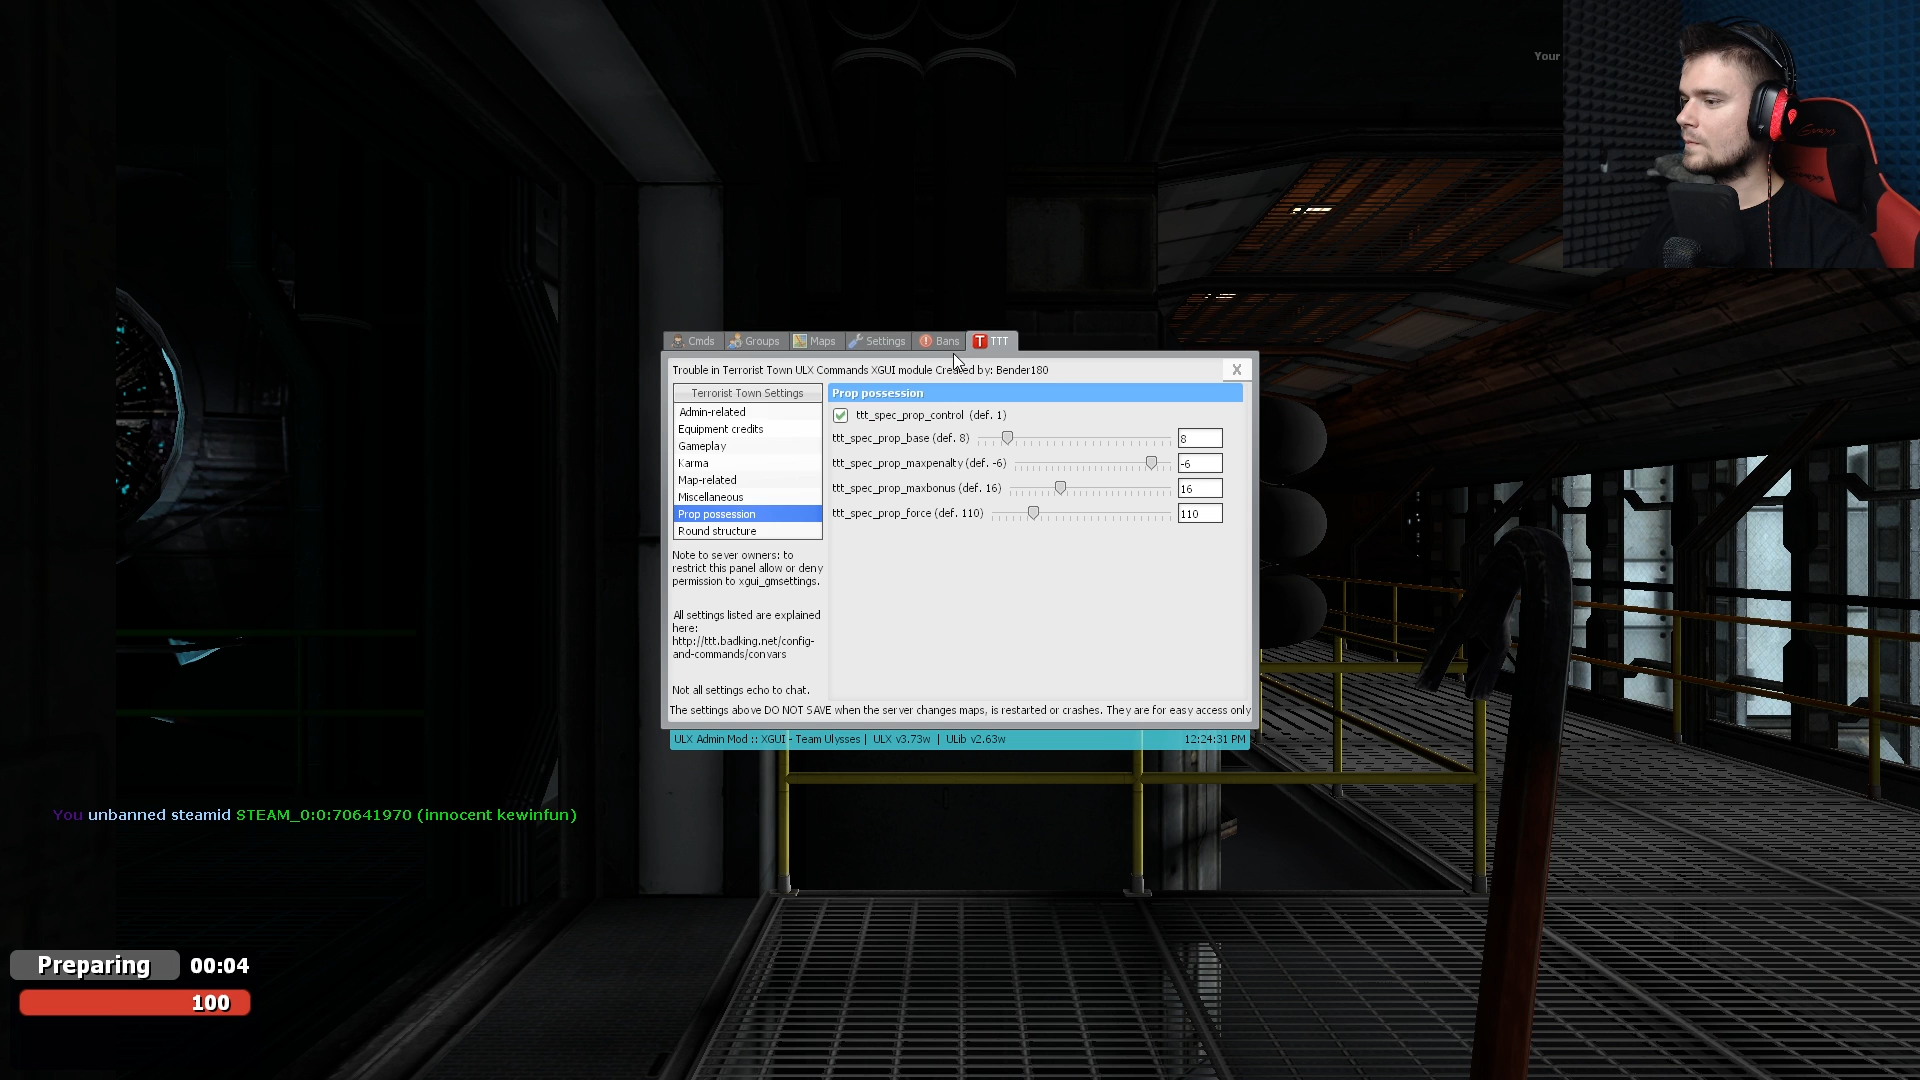 Your
Cmds Groups Maps Settings Bans TTT
Trouble in Terrorist Town ULX Commands XGUI module Created by: Bender180
X
Terrorist Town Settings
Admin-related
Equipment credits
Gameplay
Karma
Map-related
Miscellaneous
Prop possession
Round structure
Note to sever owners: to
restrict this panel allow or deny
permission to xgui_gmsettings.
All settings listed are explained
here:
http://ttt.badking.net/config-
and-commands/convars
Not all settings echo to chat.
Prop possession
ttt_spec_prop_control (def. 1)
ttt_spec_prop_base (def. 8) 8
ttt_spec_prop_maxpenalty (def. -6) -6
ttt_spec_prop_maxbonus (def. 16) 16
ttt_spec_prop_force (def. 110) 110
The settings above DO NOT SAVE when the server changes maps, is restarted or crashes. They are for easy access only
ULX Admin Mod :: XGUI - Team Ulysses | ULX v3.73w | ULib v2.63w 12:24:31 PM
You unbanned steamid STEAM_0:0:70641970 (innocent kewinfun)
Preparing 00:04
100